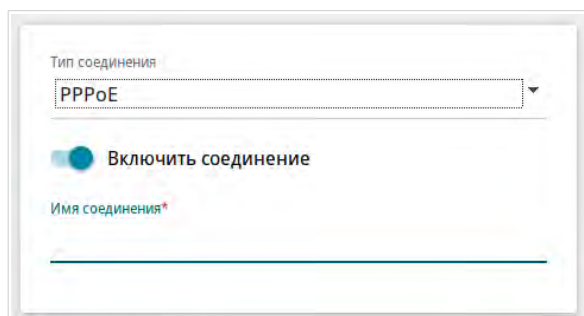 Тип соединения
PPPoE
Включить соединение
Имя соединения*